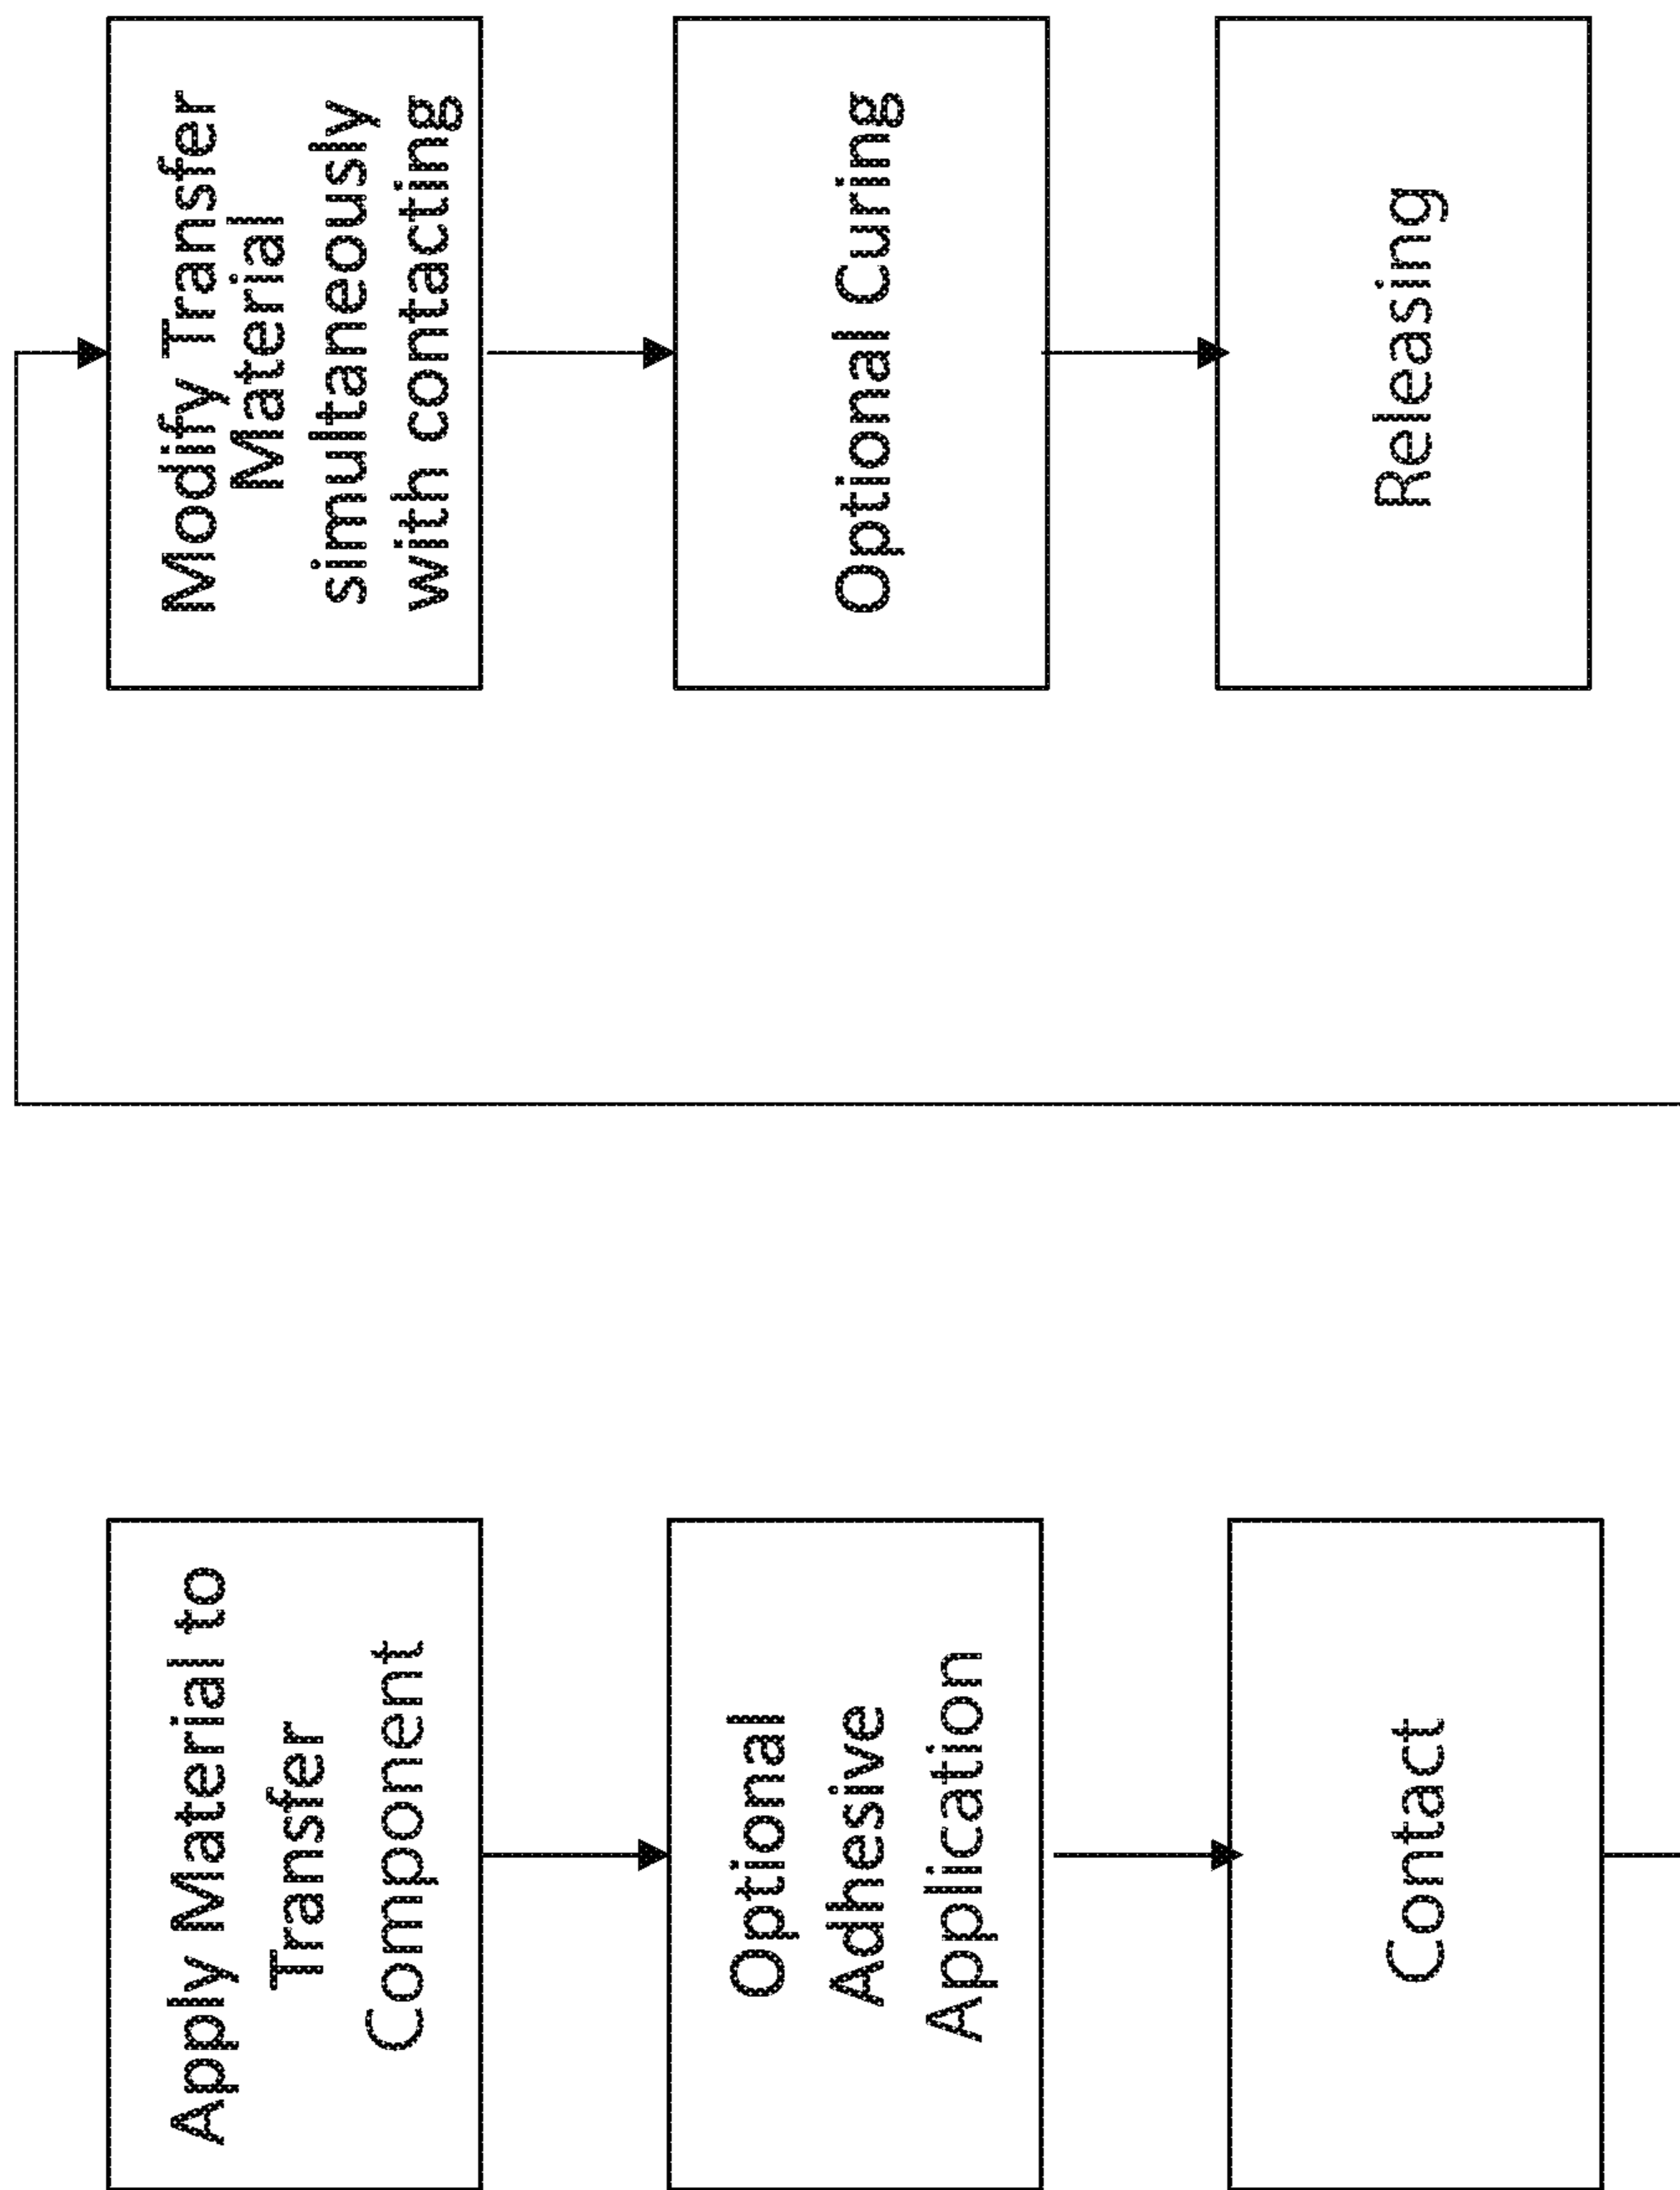 Apply Material to
Transfer
Component
Optional
Adhesive
Application
Contact
Modify Transfer
Material
simultaneously
with contacting
Optional Curing
Releasing